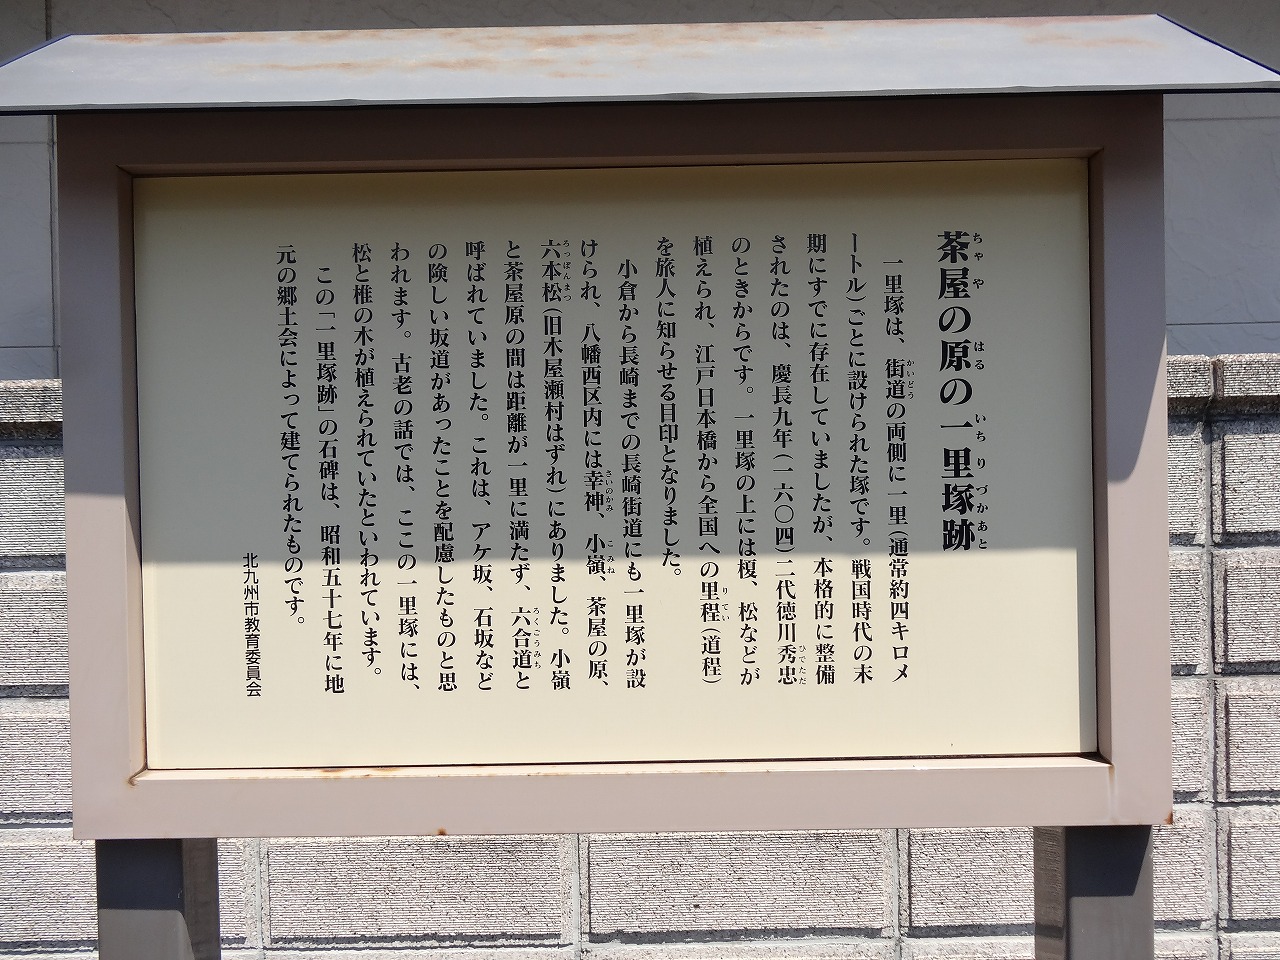 茶屋の原の一里塚跡
一里塚は、街道の両側に一里(通常約四キロメ
ートル)ごとに設けられた塚です。戦国時代の末
期にすでに存在していましたが、本格的に整備
されたのは、慶長九年(一六〇四)二代徳川秀忠
のときからです。一里塚の上には榎、松などが
植えられ、江戸日本橋から全国への里程(道程)
を旅人に知らせる目印となりました。
小倉から長崎までの長崎街道にも一里塚が設
けられ、八幡西区内には幸神、小嶺、茶屋の原、
六本松(旧木屋瀬村はずれ)にありました。小嶺
と茶屋原の間は距離が一里に満たず、六合道と
呼ばれていました。これは、アケ坂、石坂など
の険しい坂道があったことを配慮したものと思
われます。古老の話では、ここの一里塚には、
松と椎の木が植えられていたといわれています。
この「一里塚跡」の石碑は、昭和五十七年に地
元の郷土会によって建てられたものです。
北九州市教育委員会